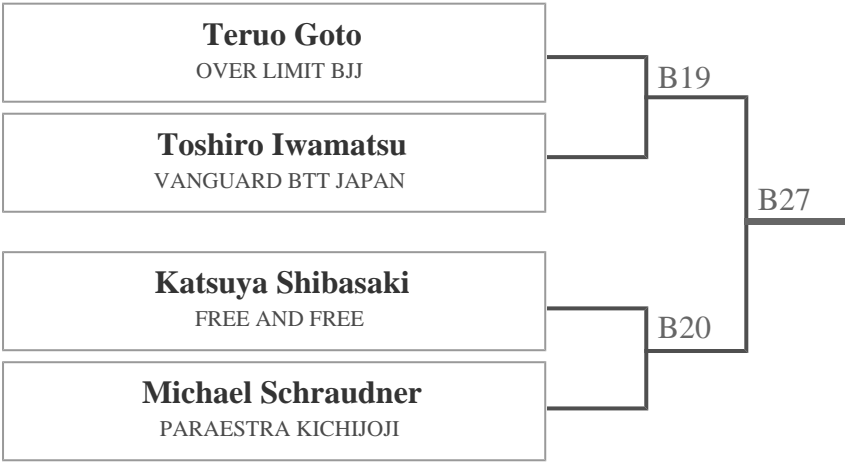 Teruo Goto
OVER LIMIT BJJ
B19
Toshiro Iwamatsu
VANGUARD BTT JAPAN
B27
Katsuya Shibasaki
FREE AND FREE
B20
Michael Schraudner
PARAESTRA KICHIJOJI